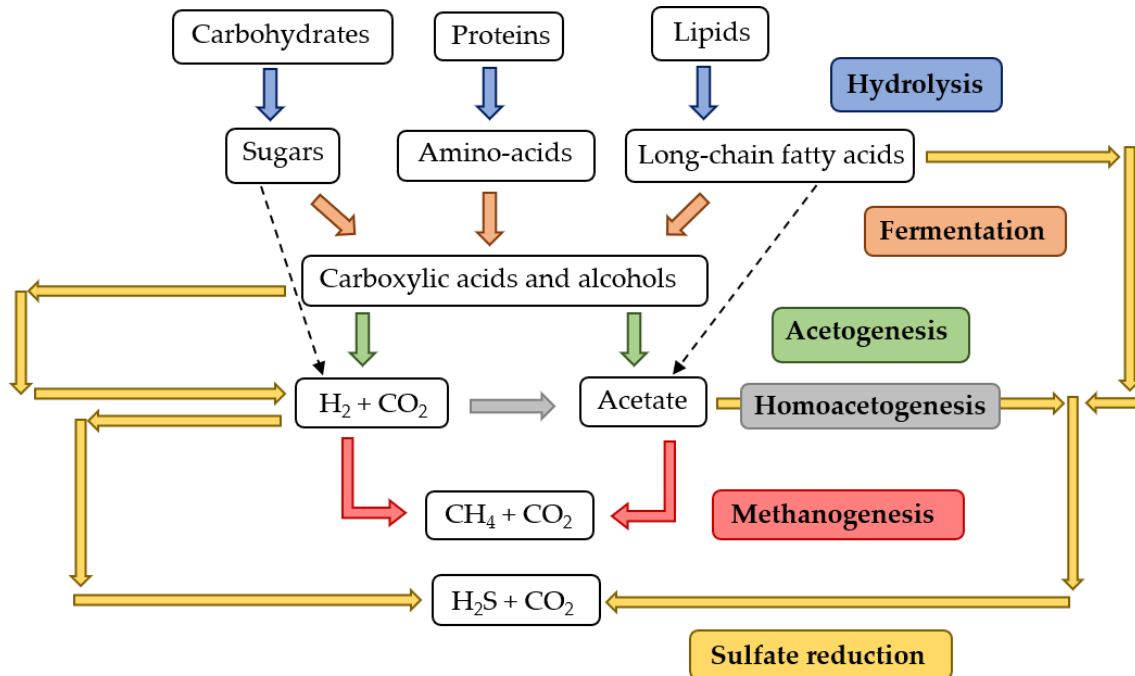 Carbohydrates
Proteins
Lipids
Hydrolysis
Sugars
Amino-acids
Long-chain fatty acids
Fermentation
Carboxylic acids and alcohols
Acetogenesis
H₂ + CO₂
Acetate
Homoacetogenesis
CH₄ + CO₂
Methanogenesis
H₂S + CO₂
Sulfate reduction